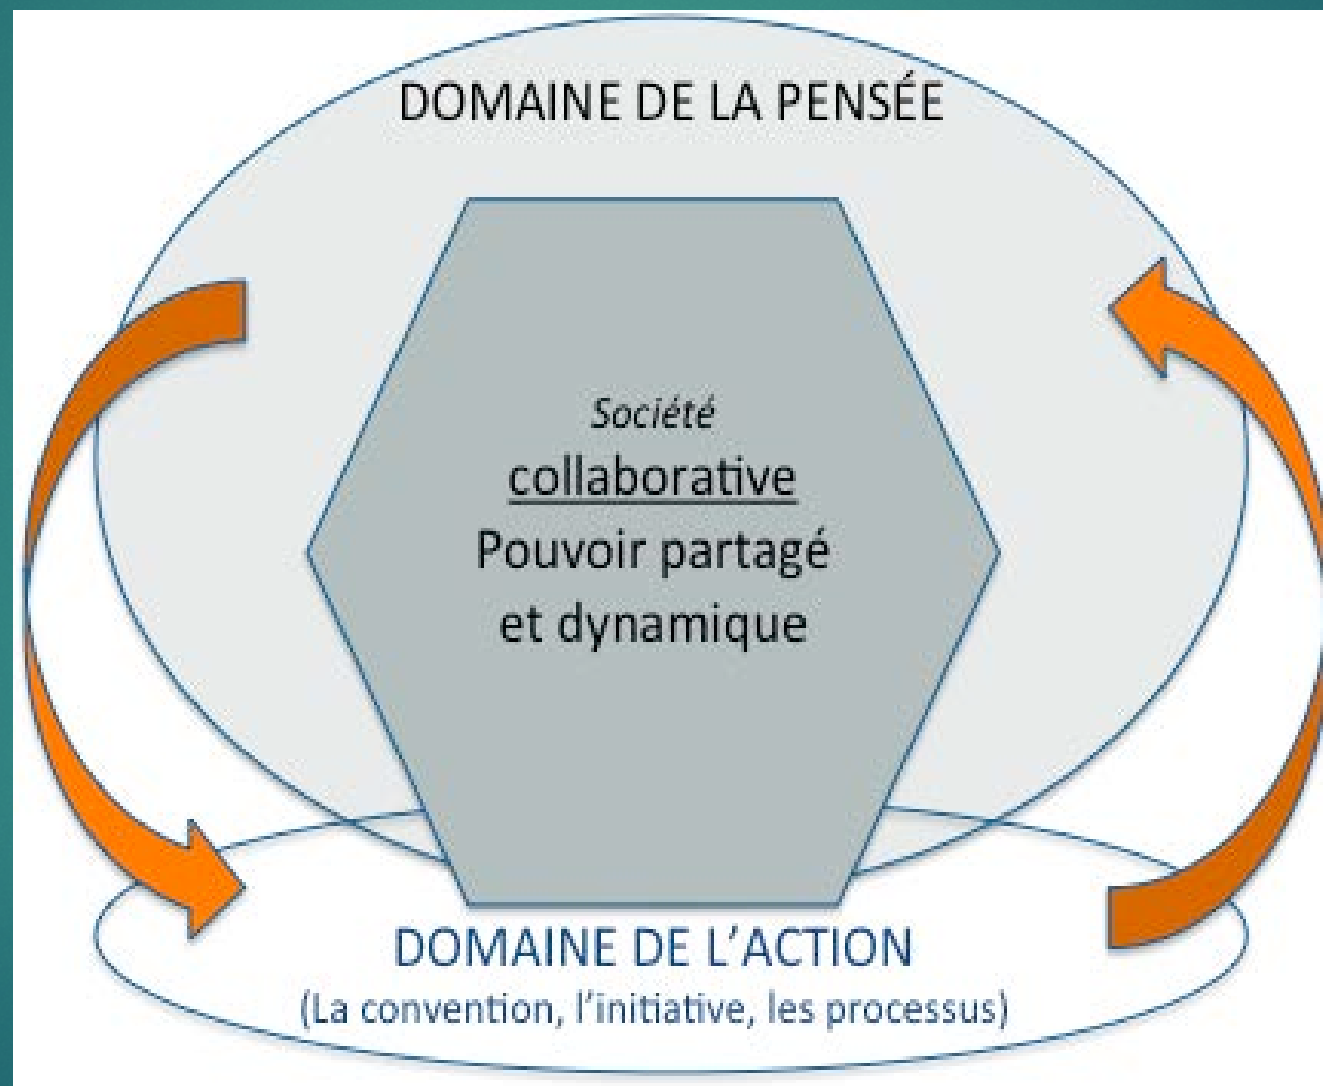 DOMAINE DE LA PENSÉE
Société
collaborative
Pouvoir partagé
et dynamique
DOMAINE DE L’ACTION
(La convention, l’initiative, les processus)